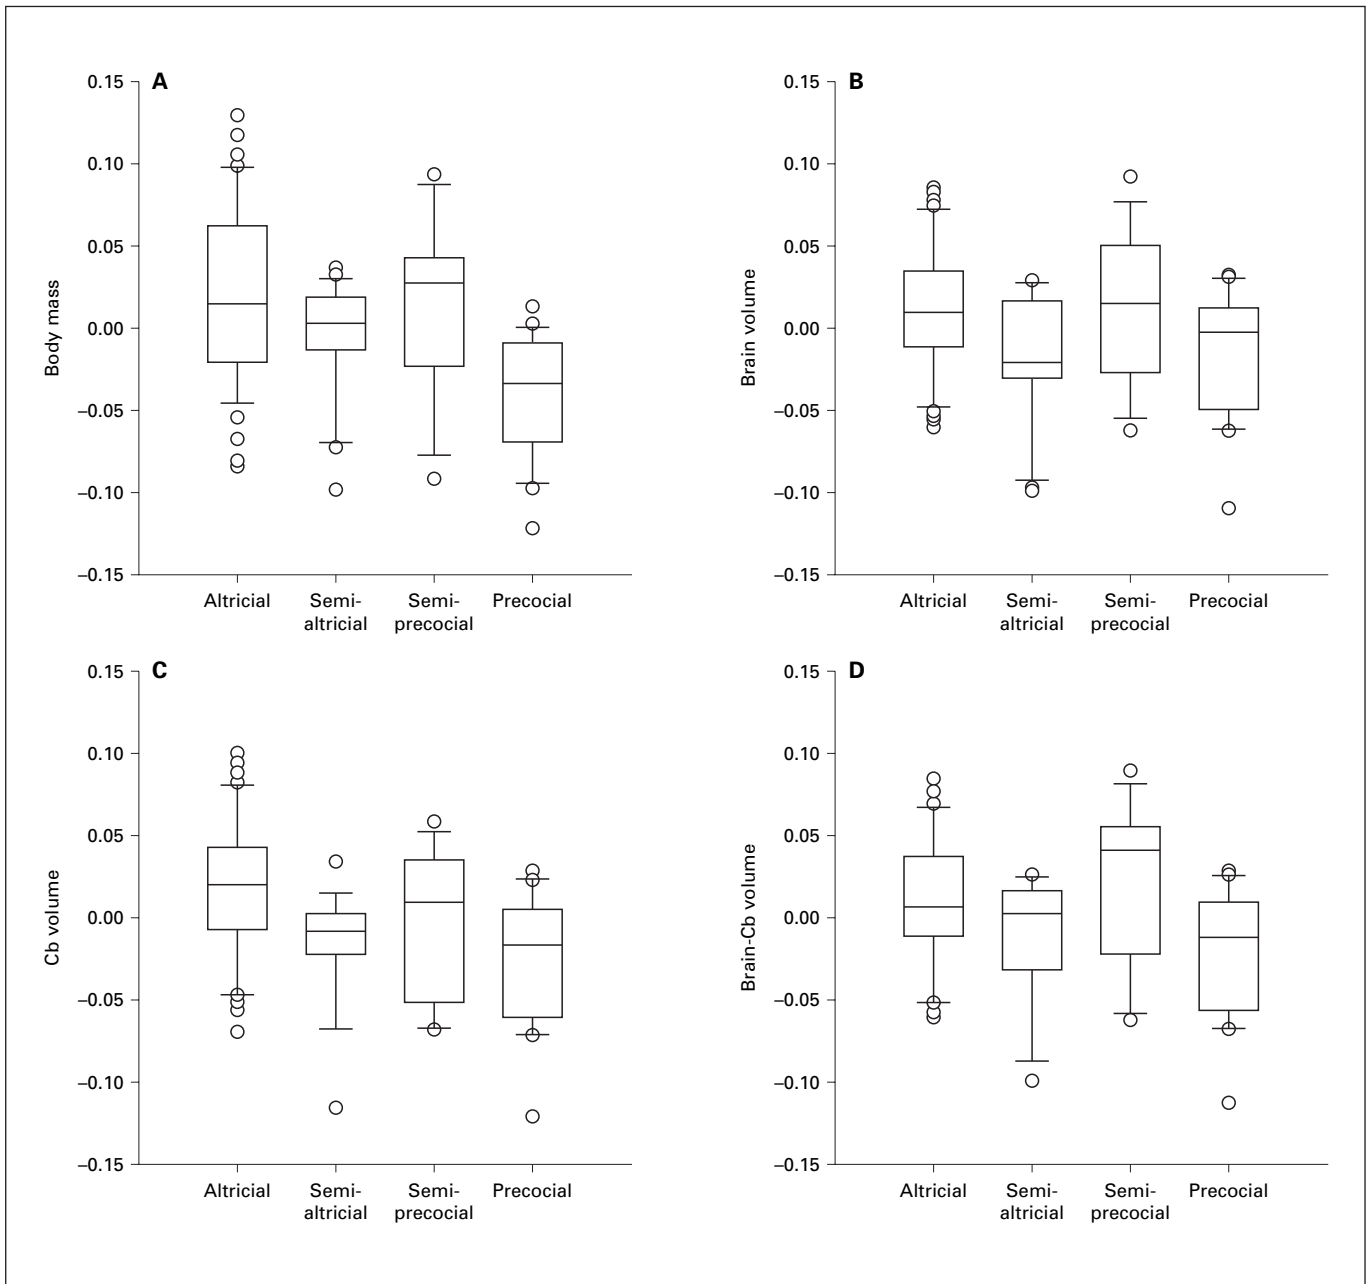 A
0.15
0.10
0.05
0.00
–0.05
–0.10
–0.15
Body mass
Altricial
Semi-
altricial
Semi-
precocial
Precocial
B
0.15
0.10
0.05
0.00
–0.05
–0.10
–0.15
Brain volume
Altricial
Semi-
altricial
Semi-
precocial
Precocial
C
0.15
0.10
0.05
0.00
–0.05
–0.10
–0.15
Cb volume
Altricial
Semi-
altricial
Semi-
precocial
Precocial
D
0.15
0.10
0.05
0.00
–0.05
–0.10
–0.15
Brain-Cb volume
Altricial
Semi-
altricial
Semi-
precocial
Precocial